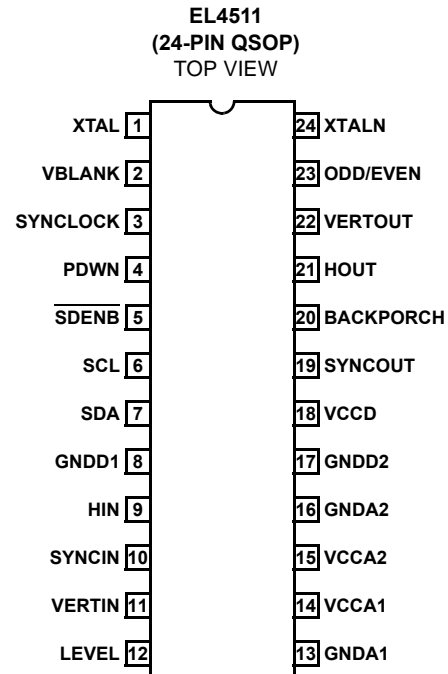 EL4511
(24-PIN QSOP)
TOP VIEW
XTAL 1
24 XTALN
VBLANK 2
23 ODD/EVEN
SYNCLOCK 3
22 VERTOUT
PDWN 4
21 HOUT
SDENB 5
20 BACKPORCH
SCL 6
19 SYNCOUT
SDA 7
18 VCCD
GNDD1 8
17 GNDD2
HIN 9
16 GNDA2
SYNCIN 10
15 VCCA2
VERTIN 11
14 VCCA1
LEVEL 12
13 GNDA1